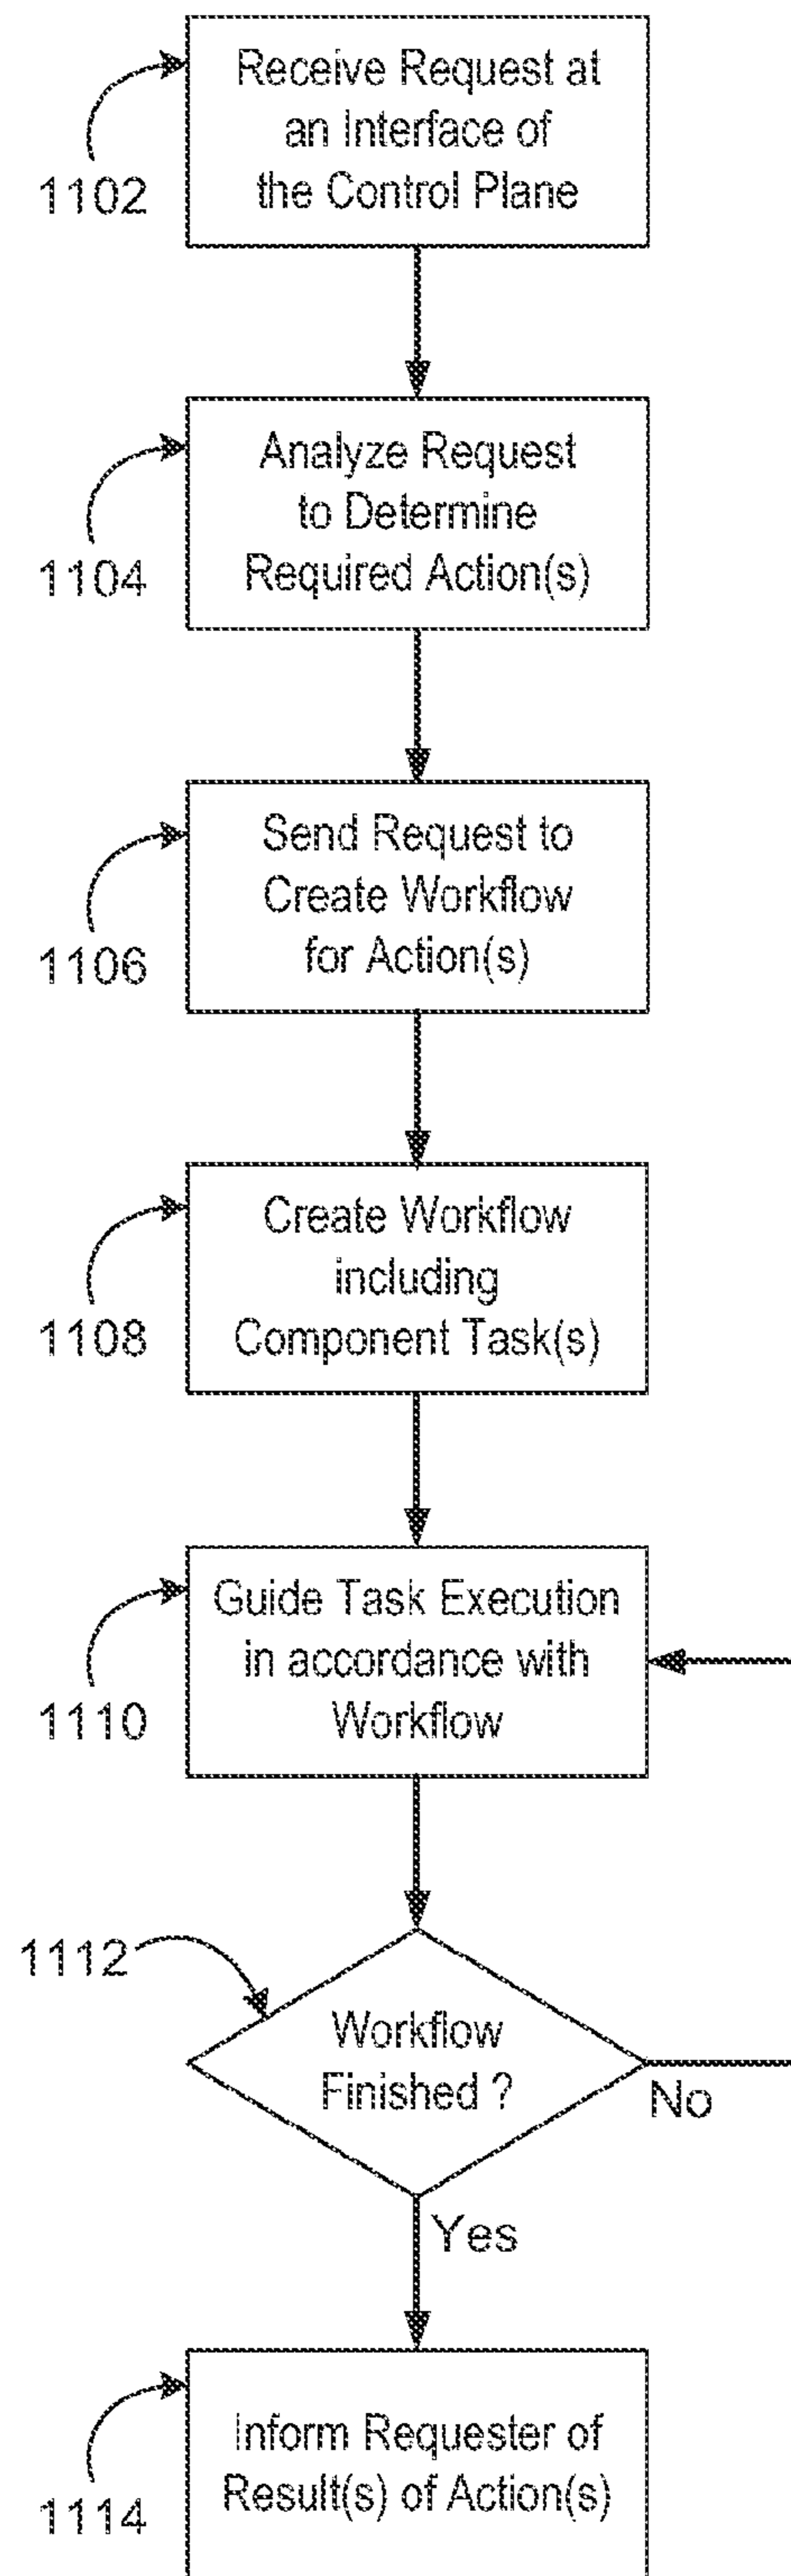 Receive Request at
an Interface of
the Control Plane
1102
Analyze Request
to Determine
Required Action(s)
1104
Send Request to
Create Workflow
for Action(s)
1106
Create Workflow
including
Component Task(s)
1108
Guide Task Execution
in accordance with
Workflow
1110
1112
Workflow
Finished ?
No
Yes
Inform Requester of
Result(s) of Action(s)
1114